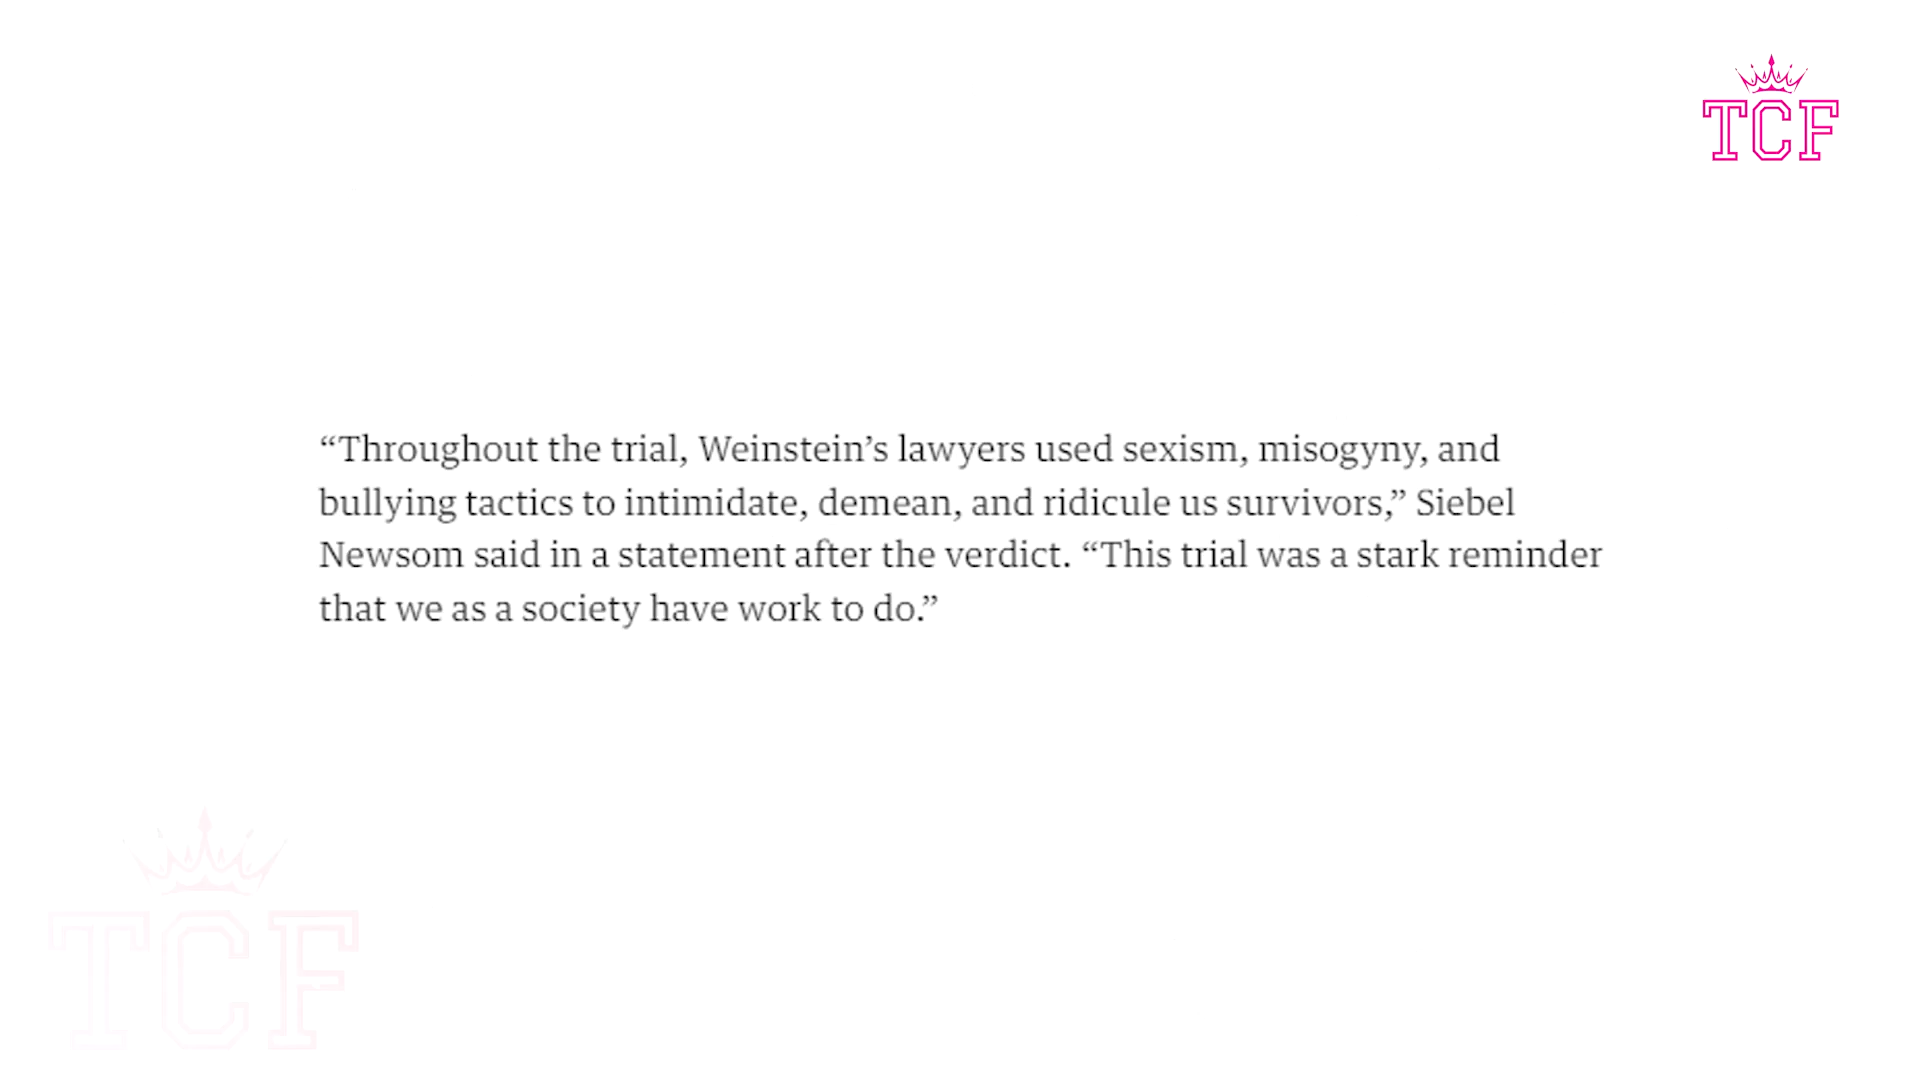 TCF
“Throughout the trial, Weinstein’s lawyers used sexism, misogyny, and
bullying tactics to intimidate, demean, and ridicule us survivors,” Siebel
Newsom said in a statement after the verdict. “This trial was a stark reminder
that we as a society have work to do.”
TCF